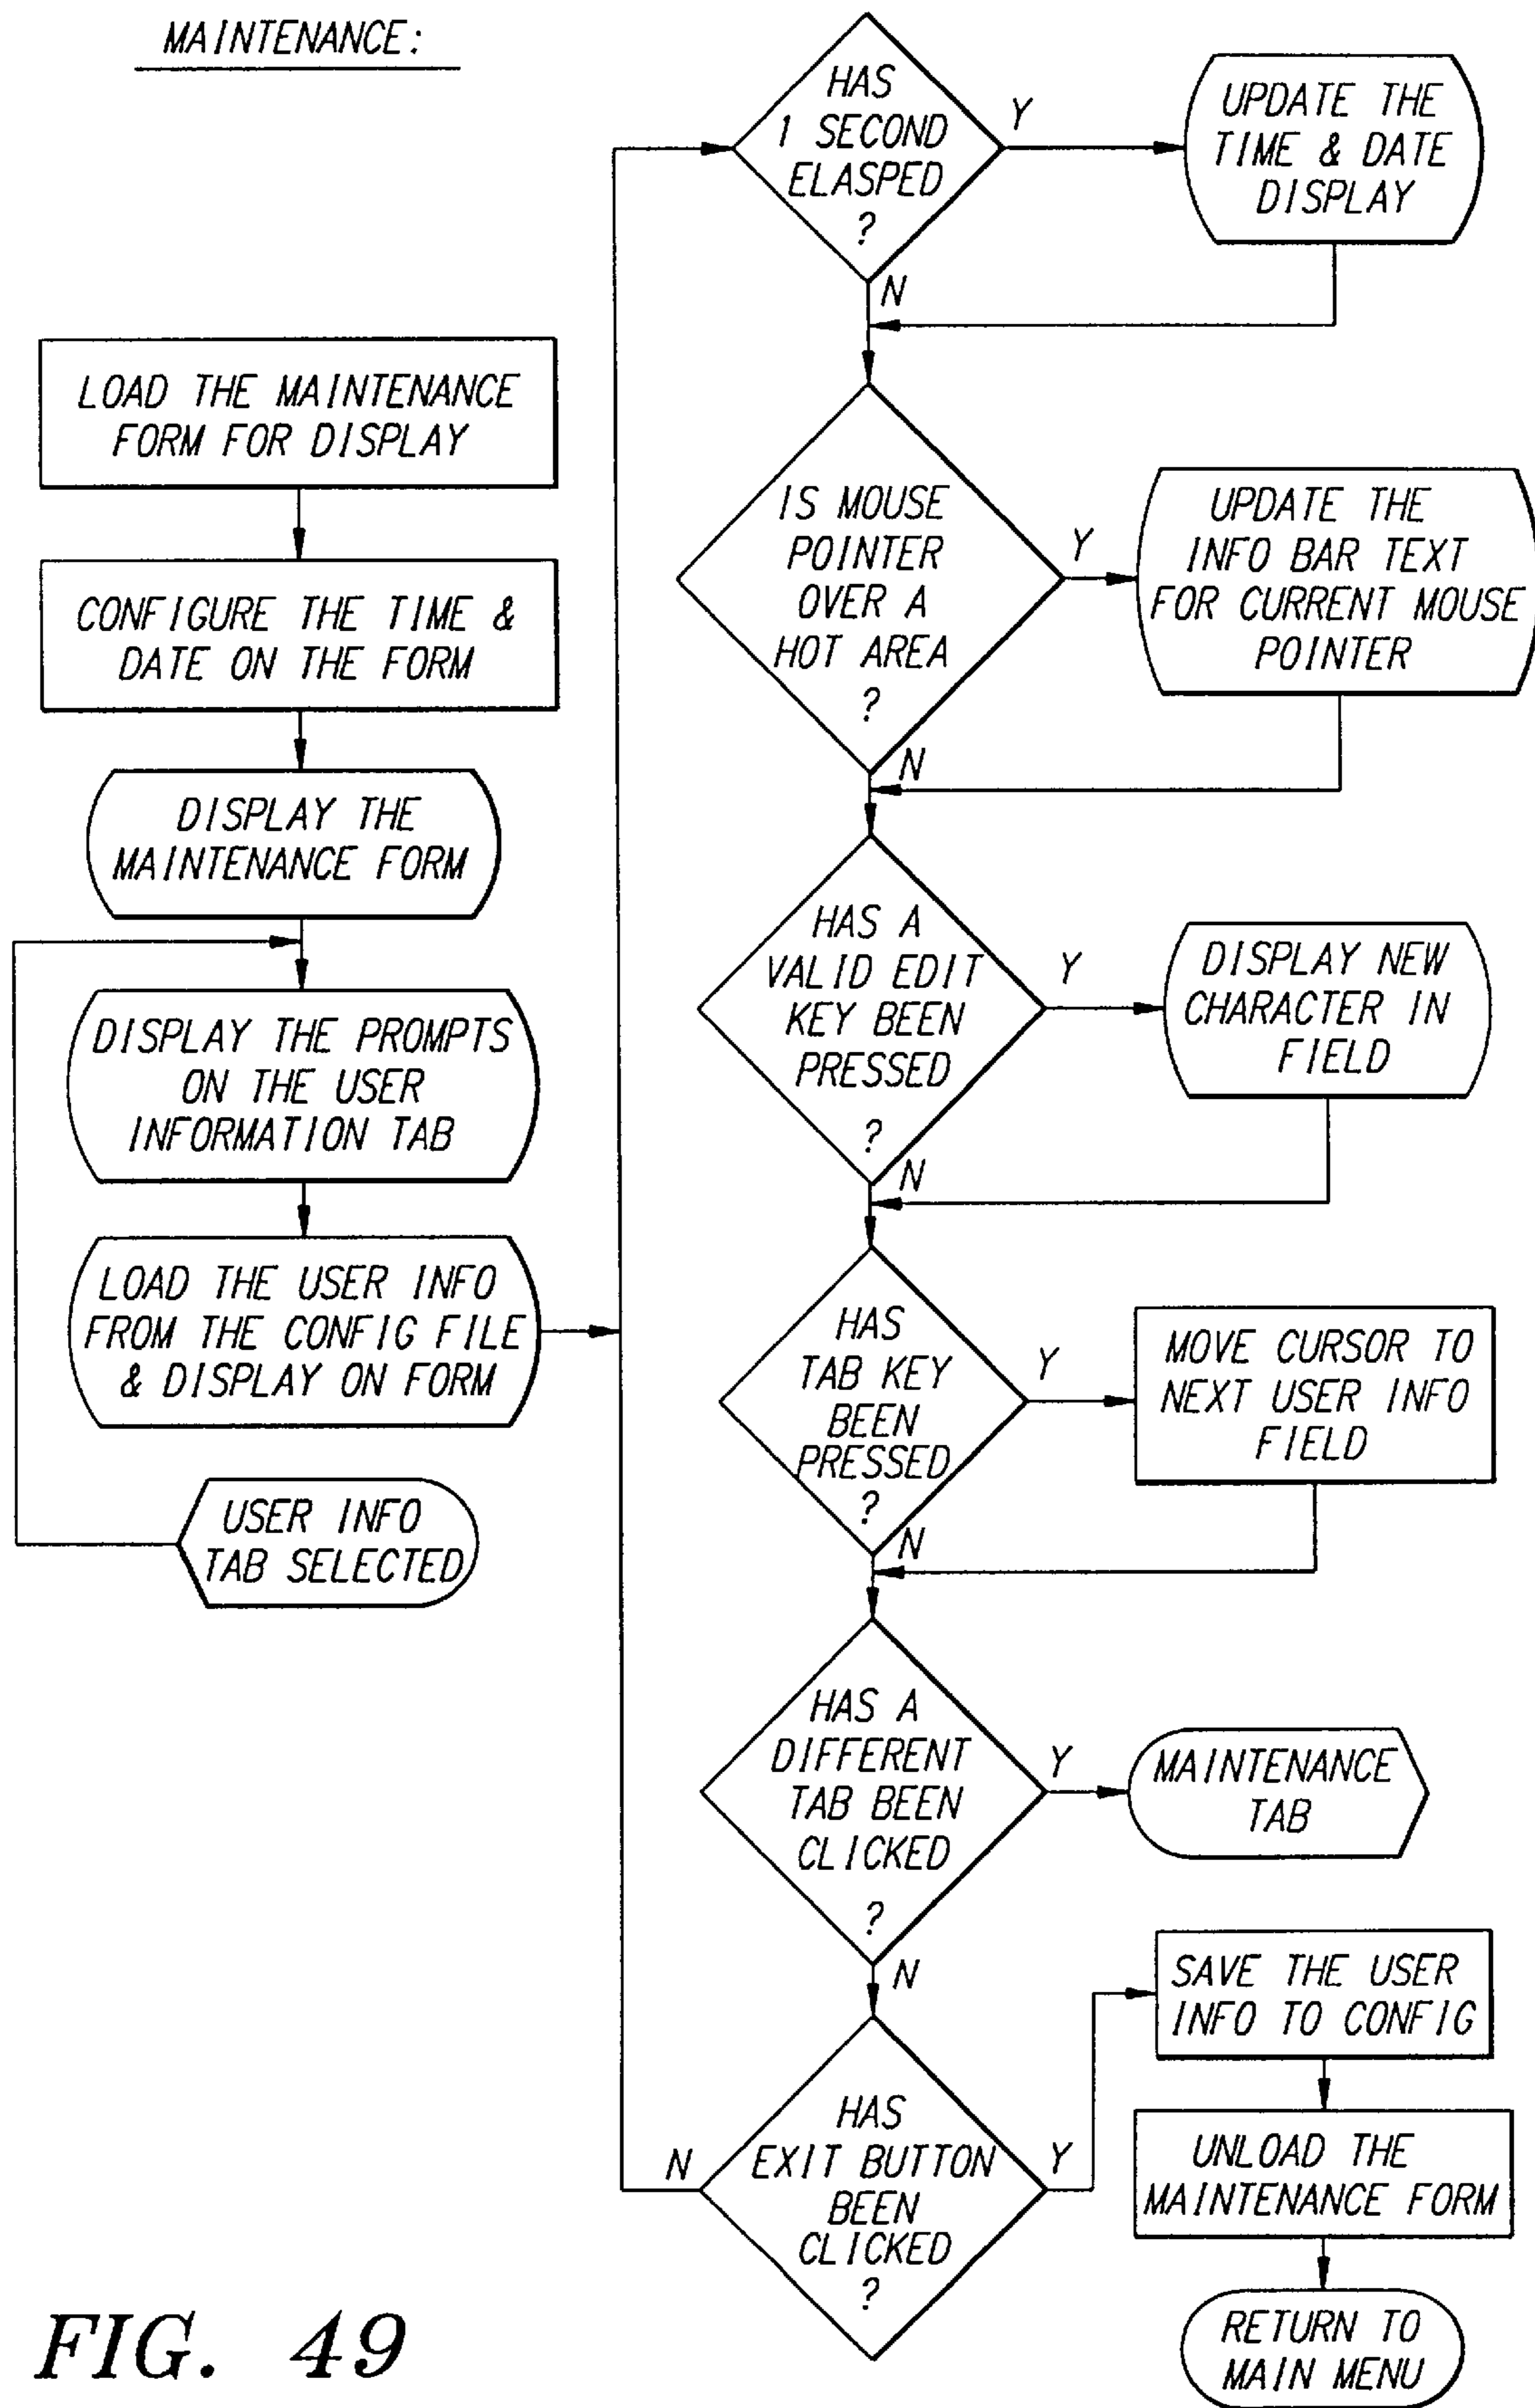 MAINTENANCE:
LOAD THE MAINTENANCE
FORM FOR DISPLAY
CONFIGURE THE TIME &
DATE ON THE FORM
DISPLAY THE
MAINTENANCE FORM
DISPLAY THE PROMPTS
ON THE USER
INFORMATION TAB
LOAD THE USER INFO
FROM THE CONFIG FILE
& DISPLAY ON FORM
USER INFO
TAB SELECTED
HAS
1 SECOND
ELASPED
?
Y
N
UPDATE THE
TIME & DATE
DISPLAY
IS MOUSE
POINTER
OVER A
HOT AREA
?
Y
N
UPDATE THE
INFO BAR TEXT
FOR CURRENT MOUSE
POINTER
HAS A
VALID EDIT
KEY BEEN
PRESSED
?
Y
N
DISPLAY NEW
CHARACTER IN
FIELD
HAS
TAB KEY
BEEN
PRESSED
?
Y
N
MOVE CURSOR TO
NEXT USER INFO
FIELD
HAS A
DIFFERENT
TAB BEEN
CLICKED
?
Y
N
MAINTENANCE
TAB
HAS
EXIT BUTTON
BEEN
CLICKED
?
N
Y
SAVE THE USER
INFO TO CONFIG
UNLOAD THE
MAINTENANCE FORM
RETURN TO
MAIN MENU
FIG. 49